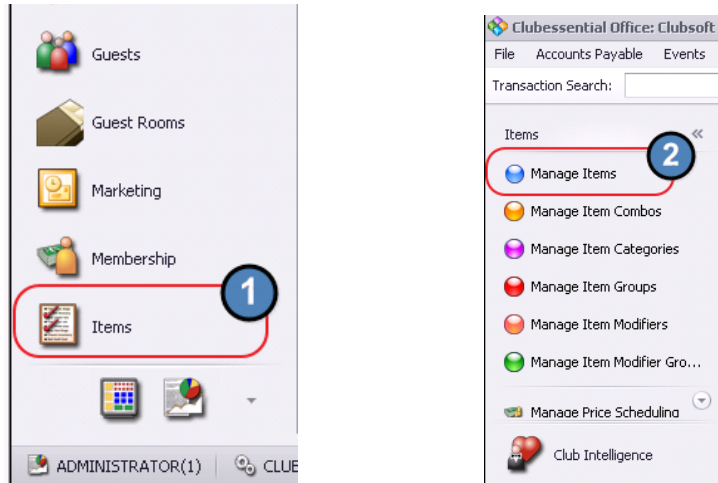 Guests
Guest Rooms
Marketing
Membership
1
Items
ADMINISTRATOR(1)
CLUB
Clubessential Office: Clubsoft
File Accounts Payable Events
Transaction Search:
Items
2
Manage Items
Manage Item Combos
Manage Item Categories
Manage Item Groups
Manage Item Modifiers
Manage Item Modifier Gro...
Manage Price Scheduling
Club Intelligence